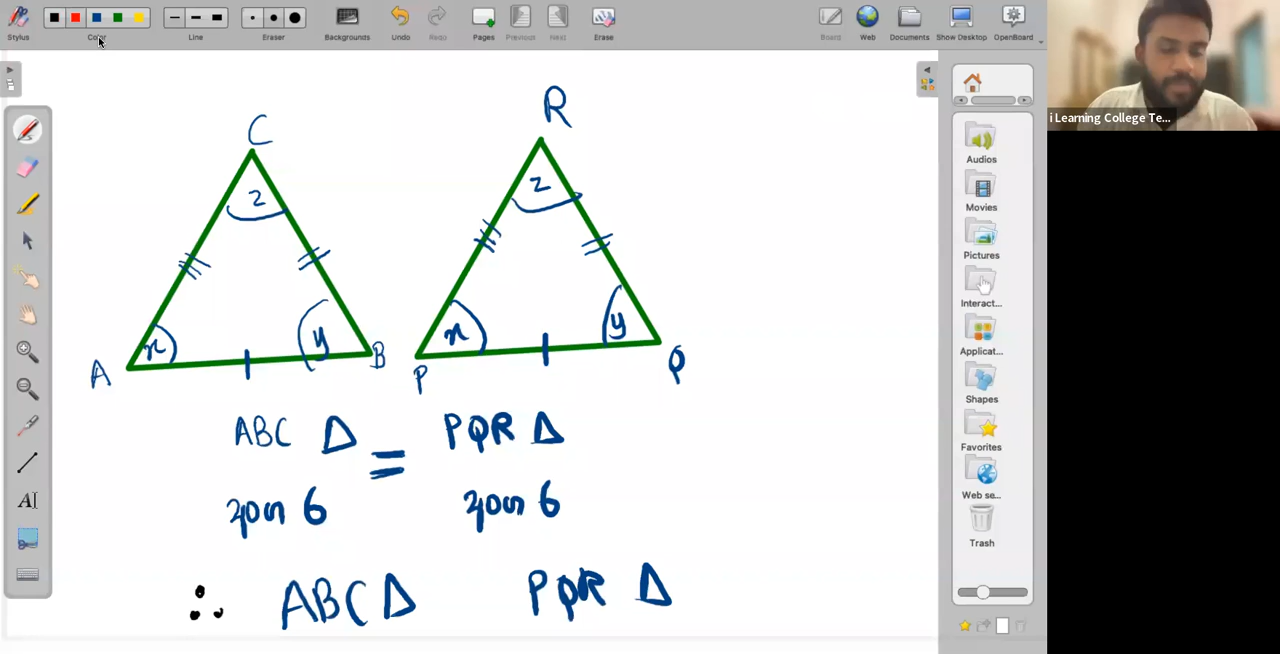 Stylus Color Line Eraser Backgrounds Undo Redo Pages Previous Next Erase Board Web Documents Show Desktop OpenBoard
i Learning College Te...
C
R
z
z
x
y
x
y
A
B
P
Q
ABC Δ = PQR Δ
6
6
∴ ABC Δ PQR Δ
Audios
Movies
Pictures
Interact...
Applicat...
Shapes
Favorites
Web se...
Trash